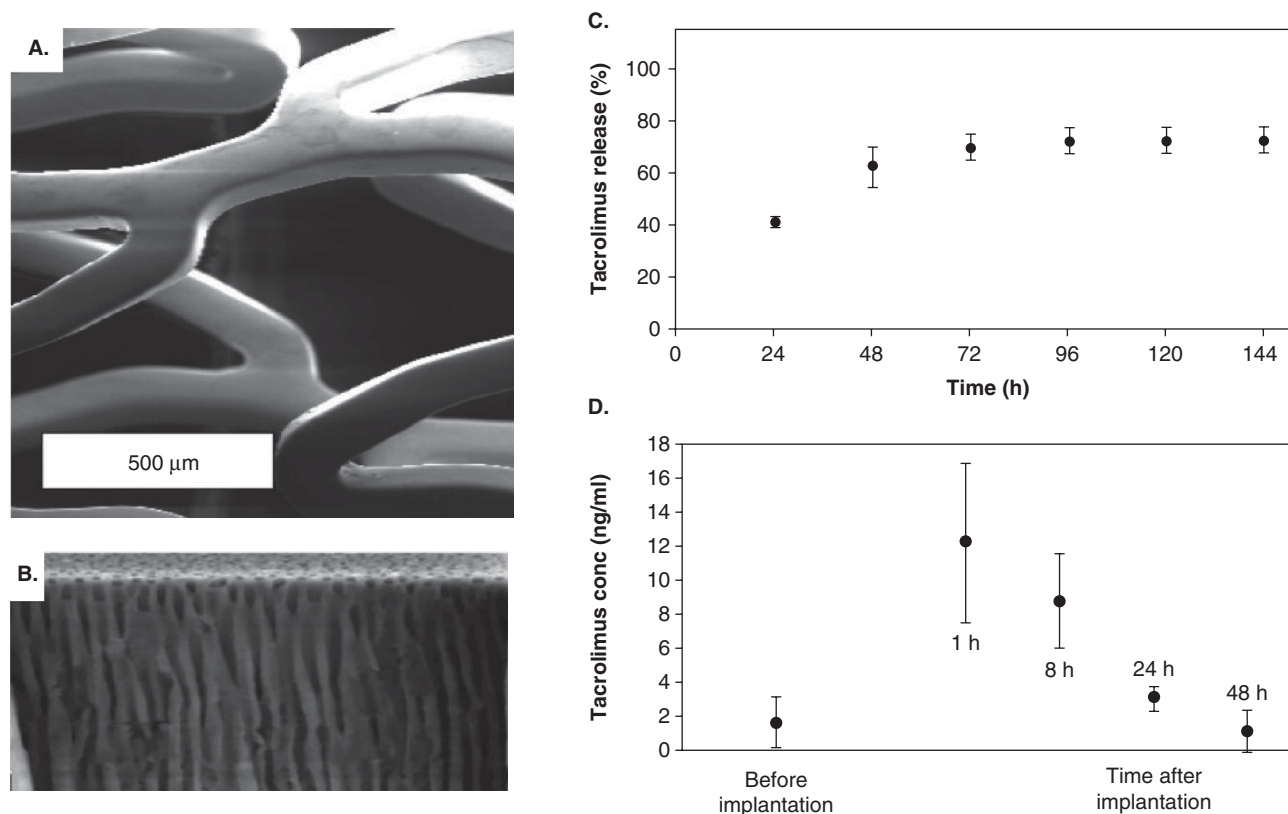 A.
500 μm
B.
C.
Tacrolimus release (%)
100
80
60
40
20
0
0 24 48 72 96 120 144
Time (h)
D.
Tacrolimus conc (ng/ml)
18
16
14
12
10
8
6
4
2
0
1 h
8 h
24 h
48 h
Before
implantation
Time after
implantation